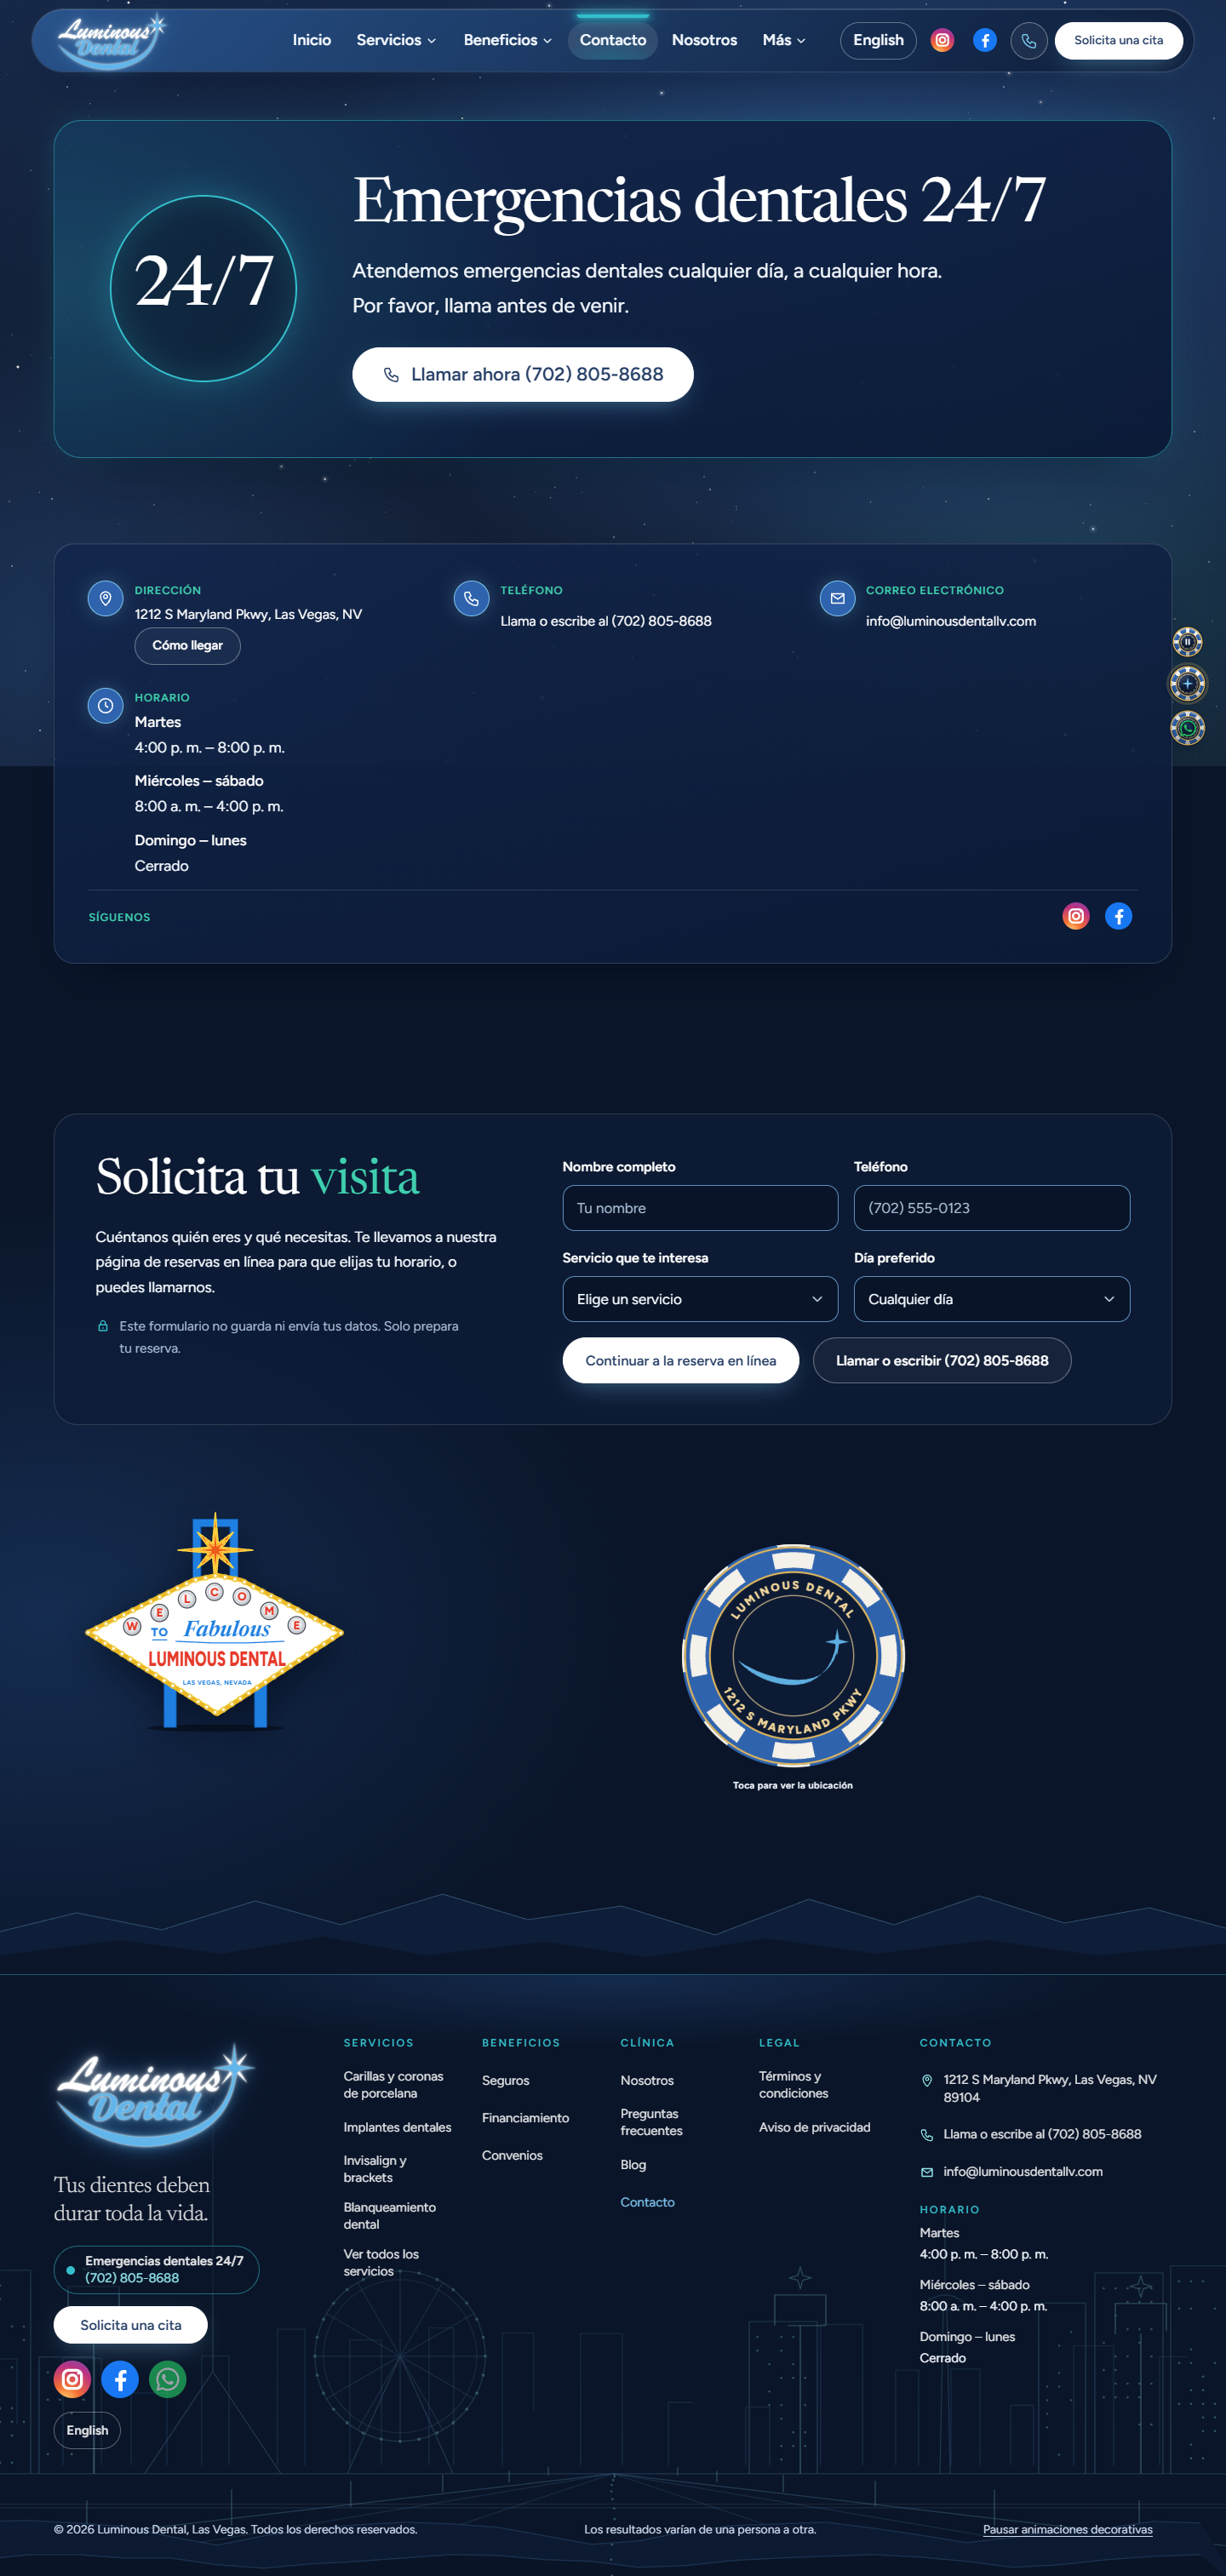 Luminous
Dental
Inicio
Servicios
Beneficios
Contacto
Nosotros
Más
English
Solicita una cita
24/7
Emergencias dentales 24/7
Atendemos emergencias dentales cualquier día, a cualquier hora.
Por favor, llama antes de venir.
Llamar ahora (702) 805-8688
DIRECCIÓN
1212 S Maryland Pkwy, Las Vegas, NV
Cómo llegar
TELÉFONO
Llama o escribe al (702) 805-8688
CORREO ELECTRÓNICO
info@luminousdentallv.com
HORARIO
Martes
4:00 p. m. – 8:00 p. m.
Miércoles – sábado
8:00 a. m. – 4:00 p. m.
Domingo – lunes
Cerrado
SÍGUENOS
Solicita tu visita
Cuéntanos quién eres y qué necesitas. Te llevamos a nuestra
página de reservas en línea para que elijas tu horario, o
puedes llamarnos.
Este formulario no guarda ni envía tus datos. Solo prepara
tu reserva.
Nombre completo
Tu nombre
Teléfono
(702) 555-0123
Servicio que te interesa
Elige un servicio
Día preferido
Cualquier día
Continuar a la reserva en línea
Llamar o escribir (702) 805-8688
WELCOME
TO Fabulous
LUMINOUS DENTAL
LAS VEGAS, NEVADA
LUMINOUS DENTAL
1212 S MARYLAND PKWY
Toca para ver la ubicación
Luminous
Dental
Tus dientes deben
durar toda la vida.
Emergencias dentales 24/7
(702) 805-8688
Solicita una cita
English
SERVICIOS
Carillas y coronas
de porcelana
Implantes dentales
Invisalign y
brackets
Blanqueamiento
dental
Ver todos los
servicios
BENEFICIOS
Seguros
Financiamiento
Convenios
CLÍNICA
Nosotros
Preguntas
frecuentes
Blog
Contacto
LEGAL
Términos y
condiciones
Aviso de privacidad
CONTACTO
1212 S Maryland Pkwy, Las Vegas, NV
89104
Llama o escribe al (702) 805-8688
info@luminousdentallv.com
HORARIO
Martes
4:00 p. m. – 8:00 p. m.
Miércoles – sábado
8:00 a. m. – 4:00 p. m.
Domingo – lunes
Cerrado
© 2026 Luminous Dental, Las Vegas. Todos los derechos reservados.
Los resultados varían de una persona a otra.
Pausar animaciones decorativas